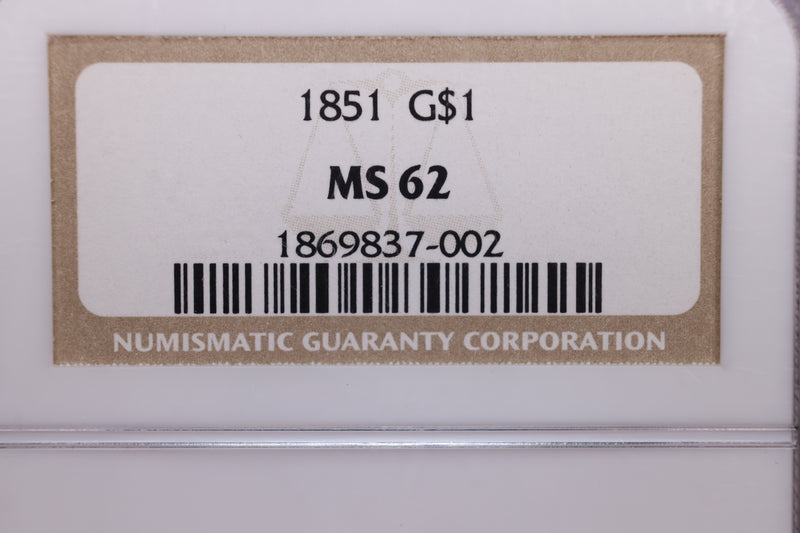 1851 G$1
MS 62
1869837-002
NUMISMATIC GUARANTY CORPORATION